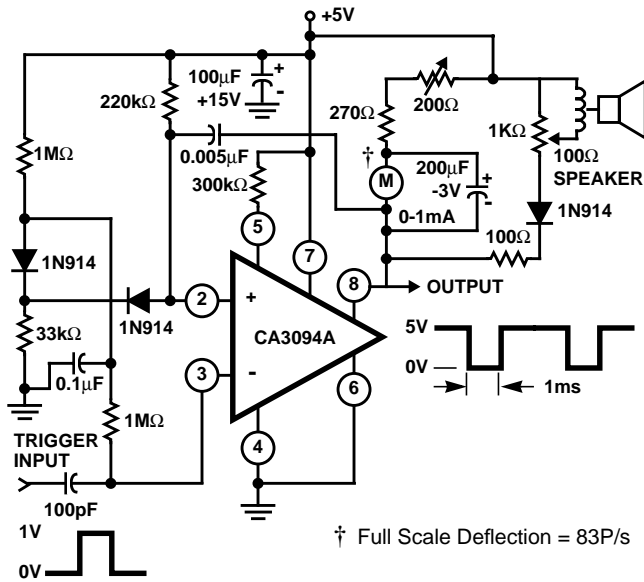 +5V
100μF
+15V
220kΩ
200Ω
270Ω
1MΩ
0.005μF
†
M
200μF
-3V
1KΩ
100Ω
SPEAKER
300kΩ
0-1mA
1N914
5
7
1N914
100Ω
2
+
8
OUTPUT
1N914
CA3094A
33kΩ
5V
0.1μF
3
-
6
0V
1ms
1MΩ
4
TRIGGER
INPUT
100pF
1V
0V
† Full Scale Deflection = 83P/s
+
-
+
-